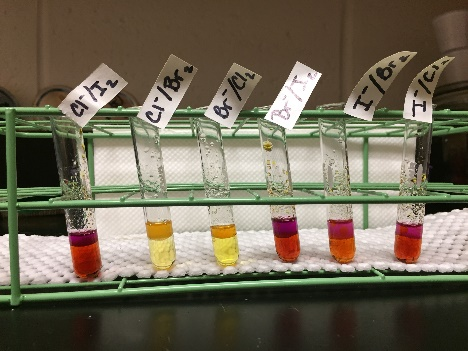 Cl⁻/I₂
Cl⁻/Br₂
Br⁻/Cl₂
Br⁻/I₂
I⁻/Br₂
I⁻/Cl₂